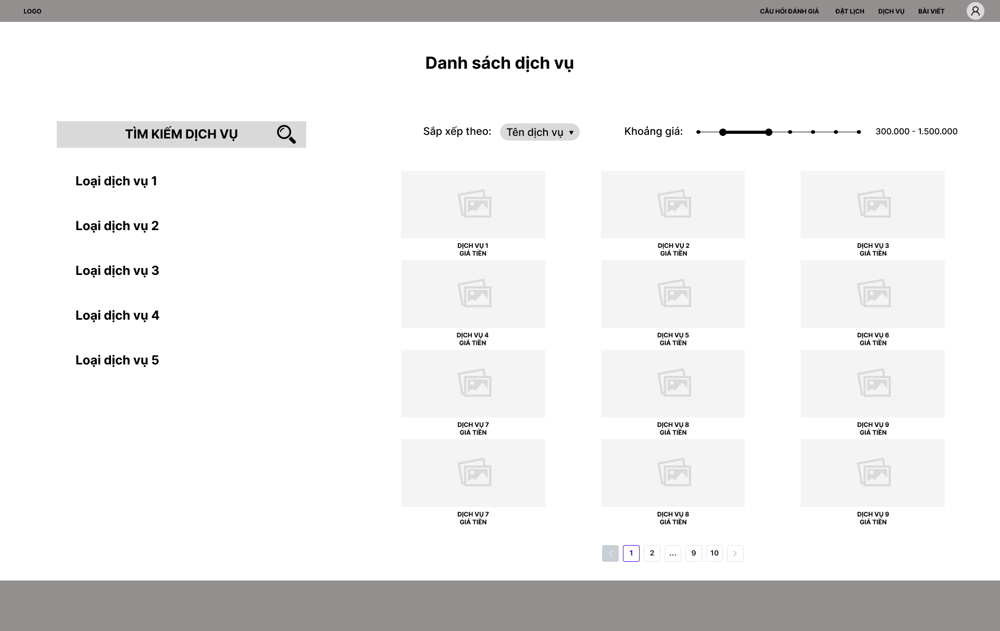 LOGO
CÂU HỎI ĐÁNH GIÁ
ĐẶT LỊCH
DỊCH VỤ
BÀI VIẾT
Danh sách dịch vụ
TÌM KIẾM DỊCH VỤ
Sắp xếp theo:
Tên dịch vụ
Khoảng giá:
300.000 - 1.500.000
Loại dịch vụ 1
Loại dịch vụ 2
Loại dịch vụ 3
Loại dịch vụ 4
Loại dịch vụ 5
DỊCH VỤ 1
GIÁ TIỀN
DỊCH VỤ 2
GIÁ TIỀN
DỊCH VỤ 3
GIÁ TIỀN
DỊCH VỤ 4
GIÁ TIỀN
DỊCH VỤ 5
GIÁ TIỀN
DỊCH VỤ 6
GIÁ TIỀN
DỊCH VỤ 7
GIÁ TIỀN
DỊCH VỤ 8
GIÁ TIỀN
DỊCH VỤ 9
GIÁ TIỀN
DỊCH VỤ 7
GIÁ TIỀN
DỊCH VỤ 8
GIÁ TIỀN
DỊCH VỤ 9
GIÁ TIỀN
1 2 ... 9 10